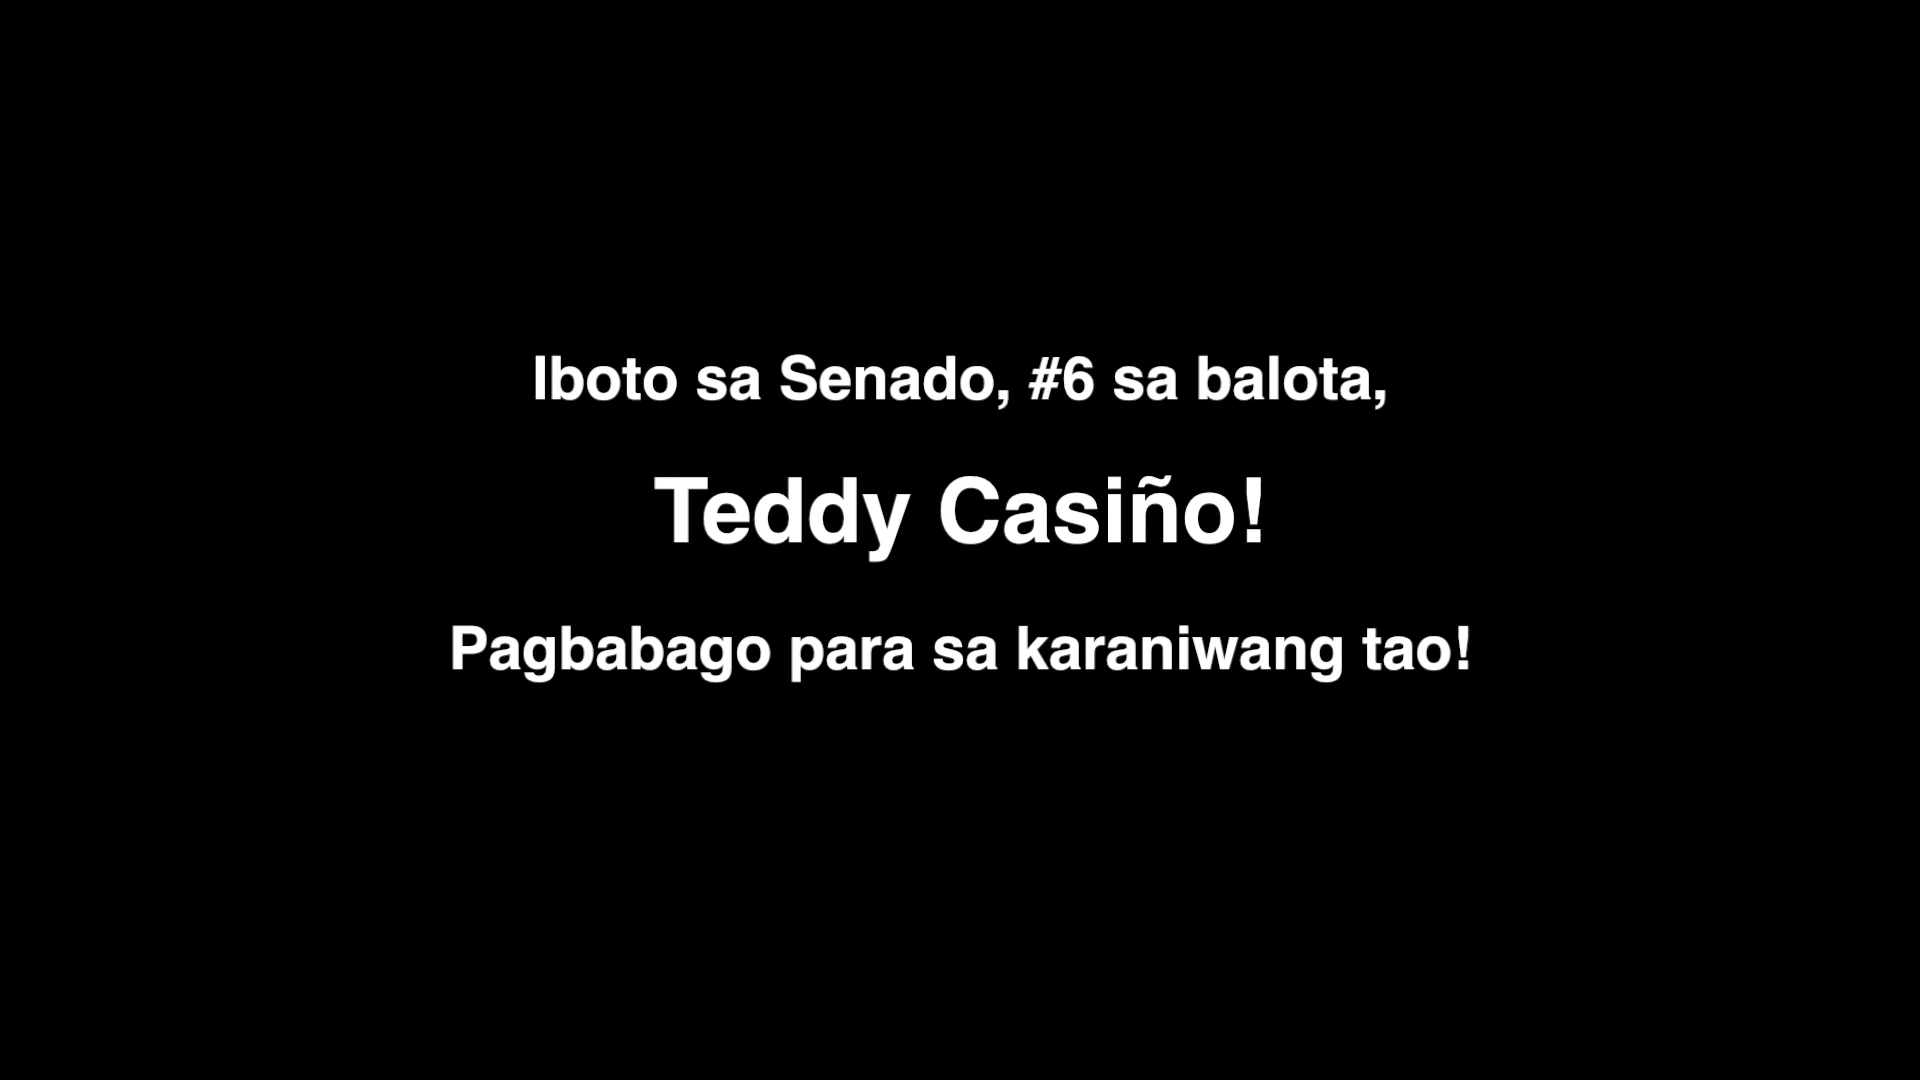 Iboto sa Senado, #6 sa balota,
Teddy Casiño!
Pagbabago para sa karaniwang tao!